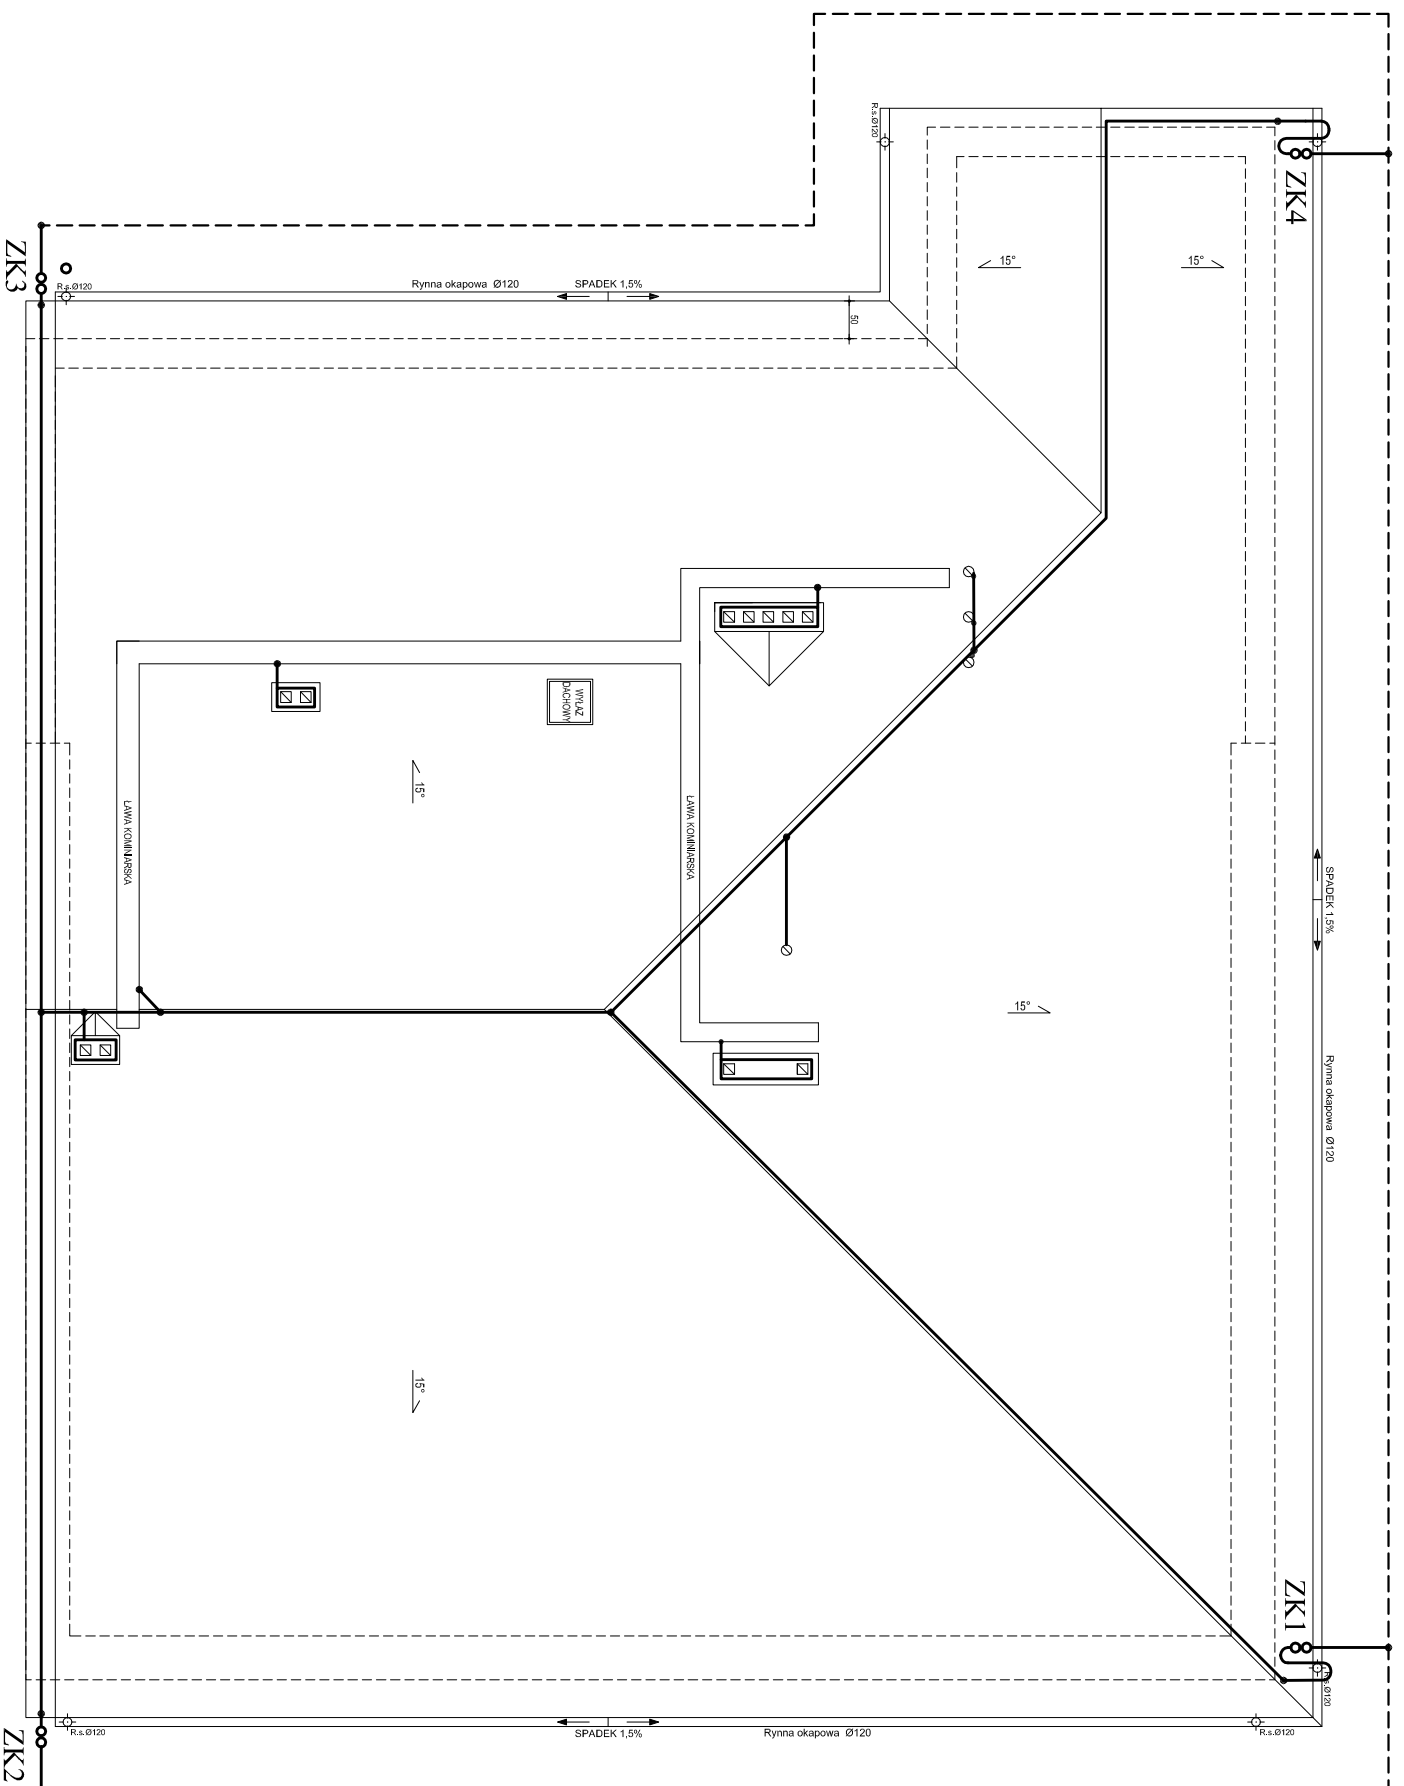 R.s.Ø120
ZK4
15°
15°
ZK3
R.s.Ø120
Rynna okapowa Ø120
SPADEK 1,5%
50
WYŁAZ
DACHOWY
15°
ŁAWA KOMINIARSKA
ŁAWA KOMINIARSKA
SPADEK 1,5%
15°
Rynna okapowa Ø120
15°
ZK1
R.s.Ø120
ZK2
R.s.Ø120
SPADEK 1,5%
Rynna okapowa Ø120
R.s.Ø120